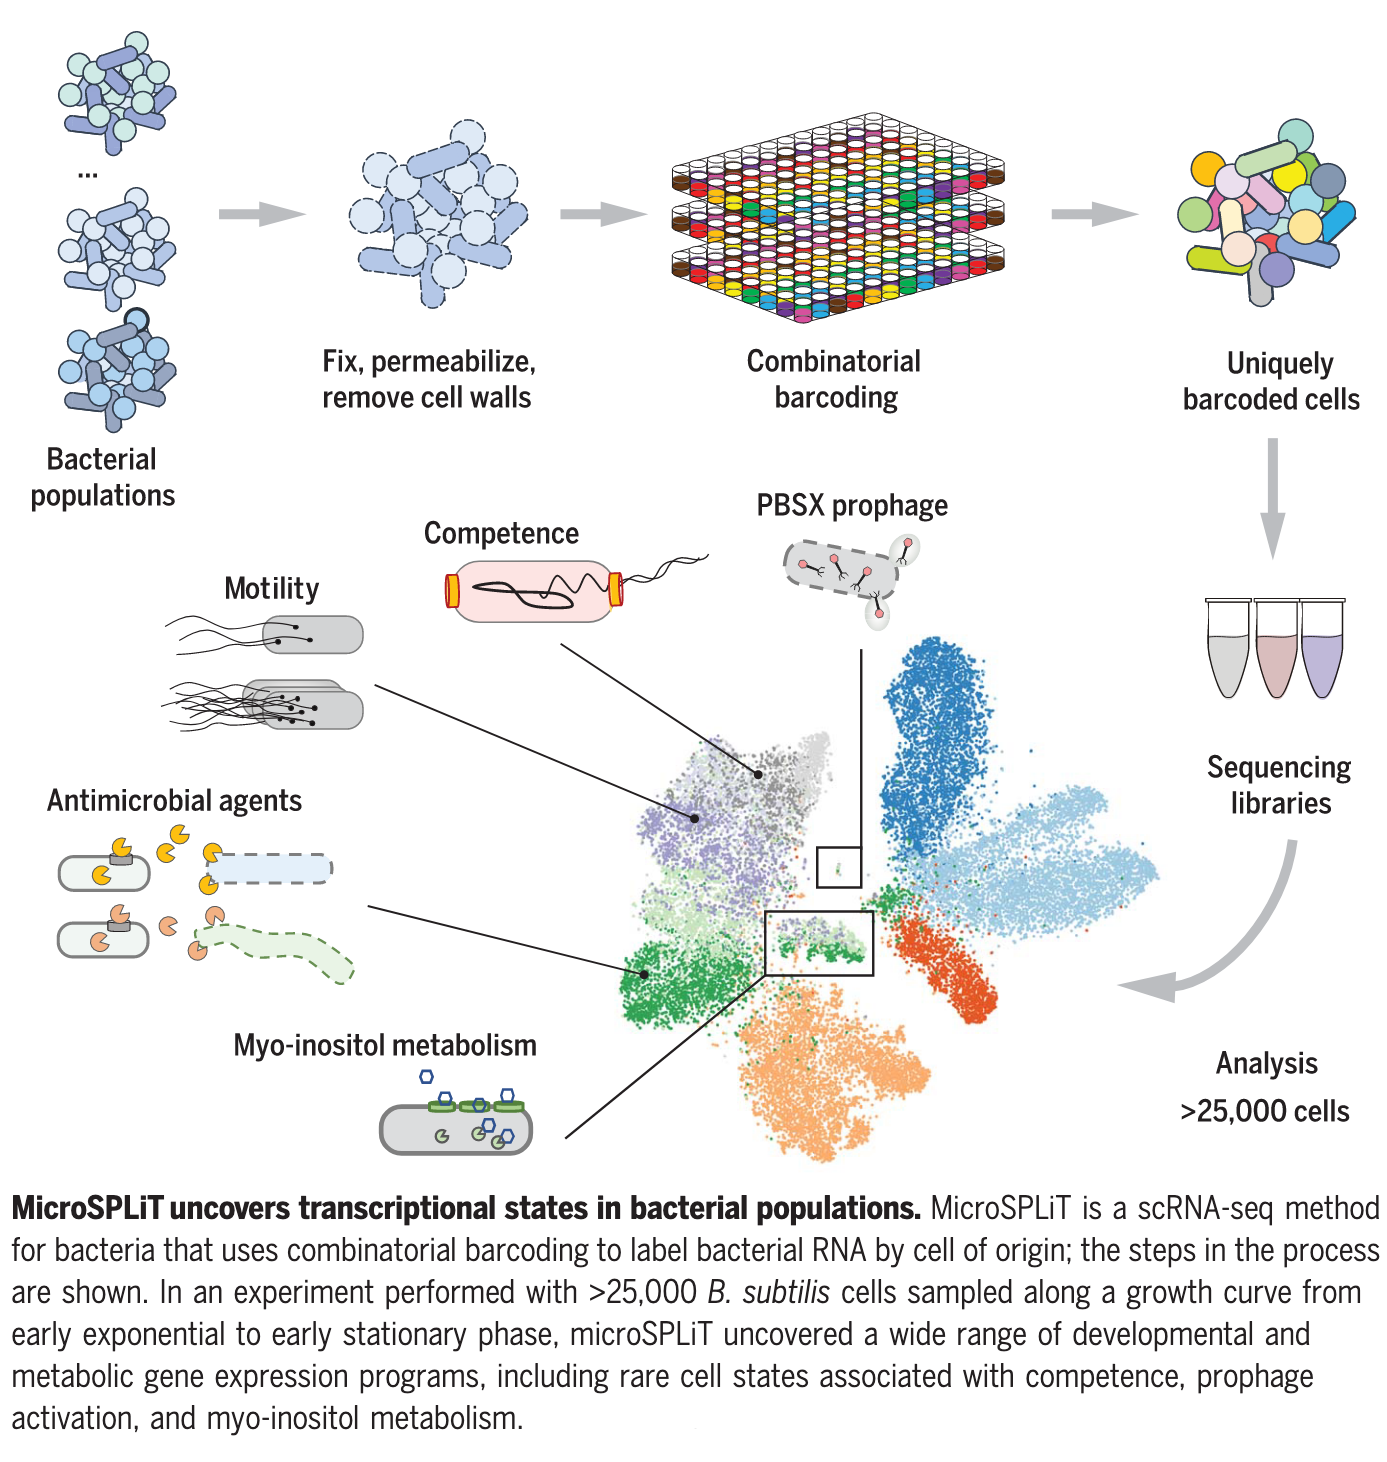 ...
Bacterial
populations
Fix, permeabilize,
remove cell walls
Combinatorial
barcoding
Uniquely
barcoded cells
Sequencing
libraries
Analysis
>25,000 cells
PBSX prophage
Competence
Motility
Antimicrobial agents
Myo-inositol metabolism
MicroSPLiT uncovers transcriptional states in bacterial populations. MicroSPLiT is a scRNA-seq method
for bacteria that uses combinatorial barcoding to label bacterial RNA by cell of origin; the steps in the process
are shown. In an experiment performed with >25,000 B. subtilis cells sampled along a growth curve from
early exponential to early stationary phase, microSPLiT uncovered a wide range of developmental and
metabolic gene expression programs, including rare cell states associated with competence, prophage
activation, and myo-inositol metabolism.